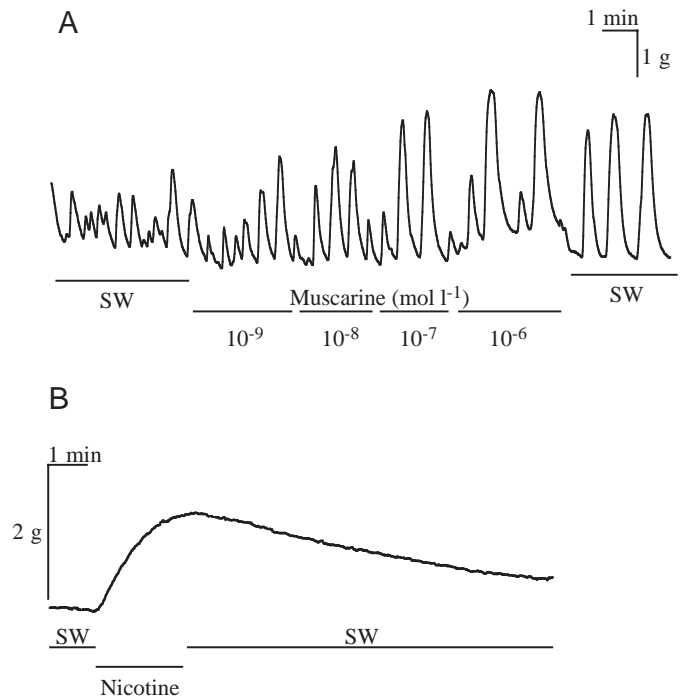 A
1 min
1 g
SW
Muscarine (mol l⁻¹)
SW
10⁻⁹
10⁻⁸
10⁻⁷
10⁻⁶
B
1 min
2 g
SW
SW
Nicotine